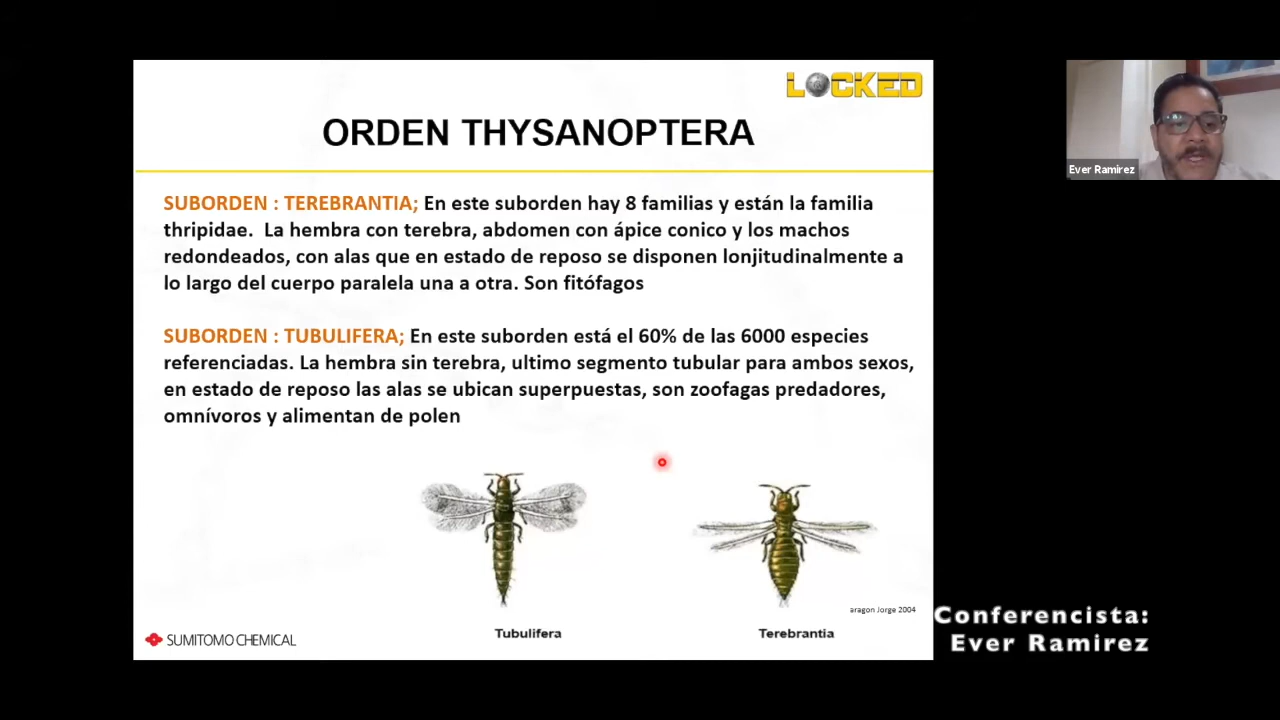 LOCKED
ORDEN THYSANOPTERA
SUBORDEN : TEREBRANTIA; En este suborden hay 8 familias y están la familia
thripidae.  La hembra con terebra, abdomen con ápice conico y los machos
redondeados, con alas que en estado de reposo se disponen lonjitudinalmente a
lo largo del cuerpo paralela una a otra. Son fitófagos
SUBORDEN : TUBULIFERA; En este suborden está el 60% de las 6000 especies
referenciadas. La hembra sin terebra, ultimo segmento tubular para ambos sexos,
en estado de reposo las alas se ubican superpuestas, son zoofagas predadores,
omnívoros y alimentan de polen
aragon Jorge 2004
Tubulifera
Terebrantia
SUMITOMO CHEMICAL
Ever Ramirez
Conferencista:
Ever Ramirez